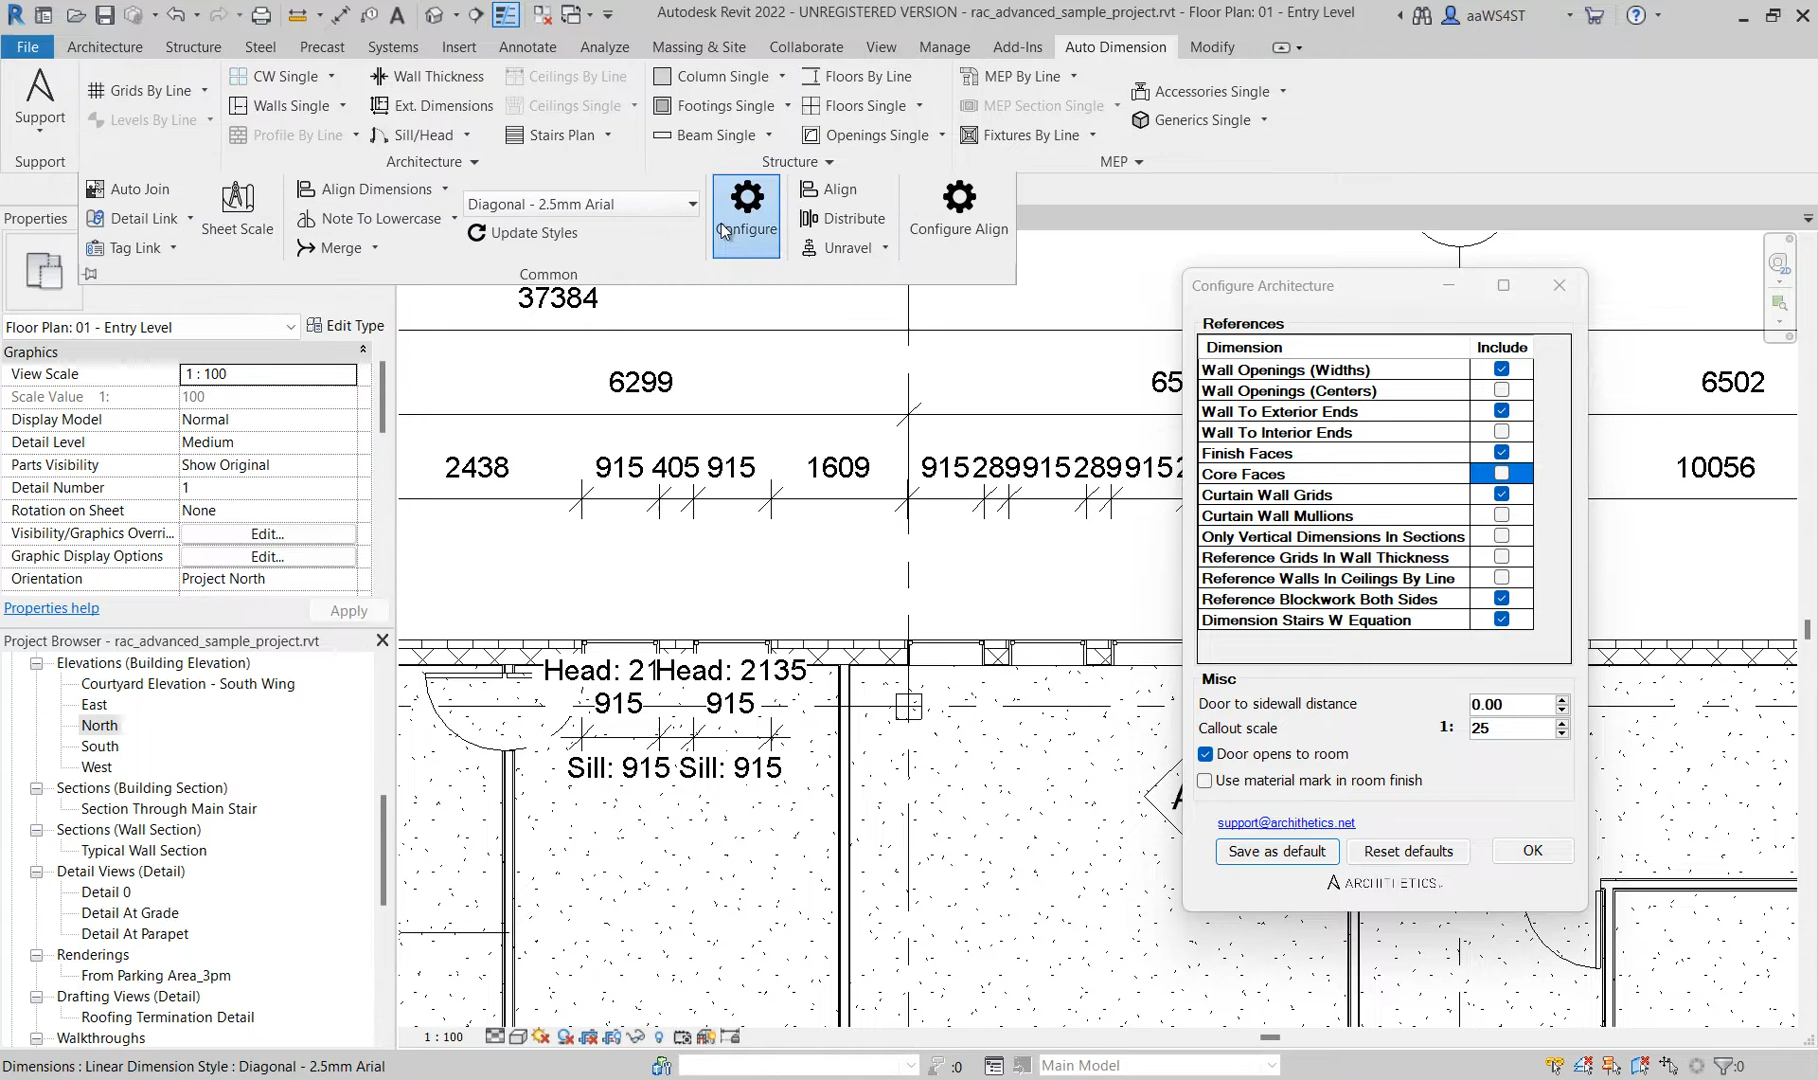 Autodesk Revit 2022 - UNREGISTERED VERSION - rac_advanced_sample_project.rvt - Floor Plan: 01 - Entry Level
aaWS4ST
File Architecture Structure Steel Precast Systems Insert Annotate Analyze Massing & Site Collaborate View Manage Add-Ins Auto Dimension Modify
Support
Support
Grids By Line
Levels By Line
CW Single
Walls Single
Profile By Line
Wall Thickness
Ext. Dimensions
Sill/Head
Ceilings By Line
Ceilings Single
Stairs Plan
Architecture
Column Single
Footings Single
Beam Single
Floors By Line
Floors Single
Openings Single
Structure
MEP By Line
MEP Section Single
Fixtures By Line
Accessories Single
Generics Single
MEP
Auto Join
Detail Link
Tag Link
Sheet Scale
Align Dimensions
Note To Lowercase
Merge
Diagonal - 2.5mm Arial
Update Styles
Configure
Align
Distribute
Unravel
Configure Align
Common
Properties
Floor Plan: 01 - Entry Level
Edit Type
Graphics
View Scale 1 : 100
Scale Value 1: 100
Display Model Normal
Detail Level Medium
Parts Visibility Show Original
Detail Number 1
Rotation on Sheet None
Visibility/Graphics Overri... Edit...
Graphic Display Options Edit...
Orientation Project North
Properties help
Apply
Project Browser - rac_advanced_sample_project.rvt
Elevations (Building Elevation)
Courtyard Elevation - South Wing
East
North
South
West
Sections (Building Section)
Section Through Main Stair
Sections (Wall Section)
Typical Wall Section
Detail Views (Detail)
Detail 0
Detail At Grade
Detail At Parapet
Renderings
From Parking Area_3pm
Drafting Views (Detail)
Roofing Termination Detail
Walkthroughs
37384
6299
65
6502
2438 915 405 915 1609 915 289 915 289 915 2
10056
Head: 21 Head: 2135
915 915
Sill: 915 Sill: 915
A
Configure Architecture
References
Dimension Include
Wall Openings (Widths)
Wall Openings (Centers)
Wall To Exterior Ends
Wall To Interior Ends
Finish Faces
Core Faces
Curtain Wall Grids
Curtain Wall Mullions
Only Vertical Dimensions In Sections
Reference Grids In Wall Thickness
Reference Walls In Ceilings By Line
Reference Blockwork Both Sides
Dimension Stairs W Equation
Misc
Door to sidewall distance 0.00
Callout scale 1: 25
Door opens to room
Use material mark in room finish
support@archithetics.net
Save as default Reset defaults OK
ARCHITHETICS
2D
1 : 100
Dimensions : Linear Dimension Style : Diagonal - 2.5mm Arial
:0
Main Model
:0